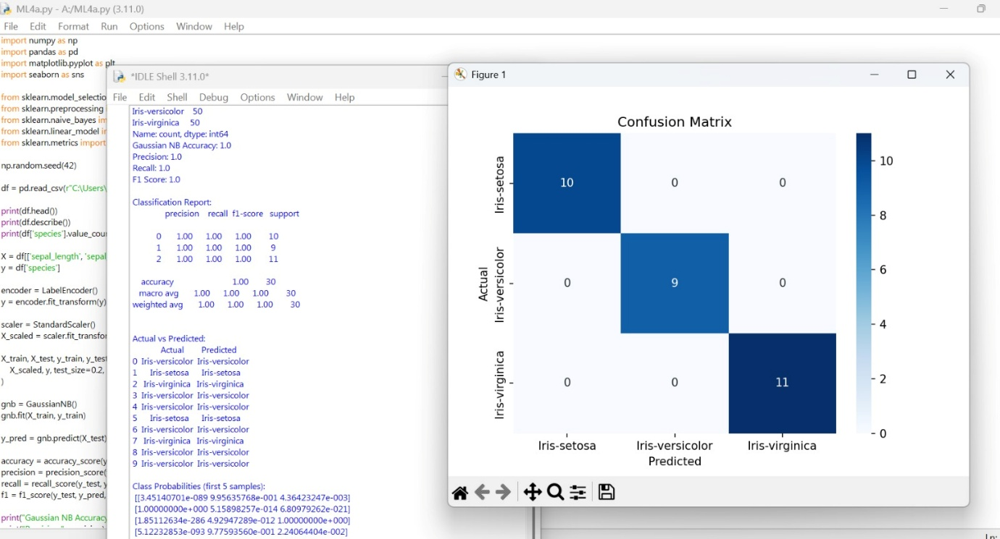 ML4a.py - A:/ML4a.py (3.11.0)
File Edit Format Run Options Window Help
import numpy as np
import pandas as pd
import matplotlib.pyplot as plt
import seaborn as sns
from sklearn.model_selectio
from sklearn.preprocessing
from sklearn.naive_bayes im
from sklearn.linear_model
from sklearn.metrics import
np.random.seed(42)
df = pd.read_csv(r"C:\Users\
print(df.head())
print(df.describe())
print(df['species'].value_cou
X = df[['sepal_length', 'sepal
y = df['species']
encoder = LabelEncoder()
y = encoder.fit_transform(y)
scaler = StandardScaler()
X_scaled = scaler.fit_transfo
X_train, X_test, y_train, y_test
X_scaled, y, test_size=0.2,
)
gnb = GaussianNB()
gnb.fit(X_train, y_train)
y_pred = gnb.predict(X_test)
accuracy = accuracy_score(y
precision = precision_score(
recall = recall_score(y_test, y
f1 = f1_score(y_test, y_pred,
print("Gaussian NB Accuracy
*IDLE Shell 3.11.0*
File Edit Shell Debug Options Window Help
Iris-versicolor 50
Iris-virginica 50
Name: count, dtype: int64
Gaussian NB Accuracy: 1.0
Precision: 1.0
Recall: 1.0
F1 Score: 1.0
Classification Report:
precision recall f1-score support
0 1.00 1.00 1.00 10
1 1.00 1.00 1.00 9
2 1.00 1.00 1.00 11
accuracy 1.00 30
macro avg 1.00 1.00 1.00 30
weighted avg 1.00 1.00 1.00 30
Actual vs Predicted:
Actual Predicted
0 Iris-versicolor Iris-versicolor
1 Iris-setosa Iris-setosa
2 Iris-virginica Iris-virginica
3 Iris-versicolor Iris-versicolor
4 Iris-versicolor Iris-versicolor
5 Iris-setosa Iris-setosa
6 Iris-versicolor Iris-versicolor
7 Iris-virginica Iris-virginica
8 Iris-versicolor Iris-versicolor
9 Iris-versicolor Iris-versicolor
Class Probabilities (first 5 samples):
[[3.45140701e-089 9.95635768e-001 4.36423247e-003]
[1.00000000e+000 5.15898257e-014 6.80979262e-021]
[1.85112634e-286 4.92947289e-012 1.00000000e+000]
[5.12232853e-093 9.77593560e-001 2.24064404e-002]
Figure 1
Confusion Matrix
Actual
Iris-setosa
10 0 0
Iris-versicolor
0 9 0
Iris-virginica
0 0 11
Iris-setosa Iris-versicolor Iris-virginica
Predicted
10
8
6
4
2
0